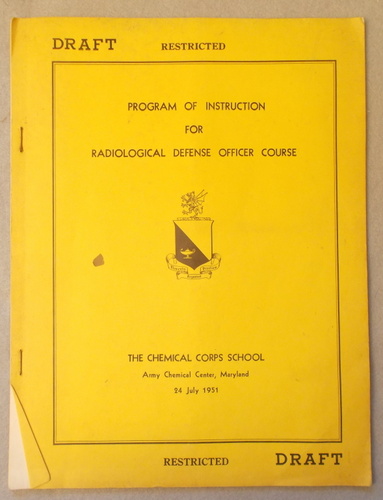 DRAFT RESTRICTED
PROGRAM OF INSTRUCTION
FOR
RADIOLOGICAL DEFENSE OFFICER COURSE
THE CHEMICAL CORPS SCHOOL
Army Chemical Center, Maryland
24 July 1951
RESTRICTED DRAFT